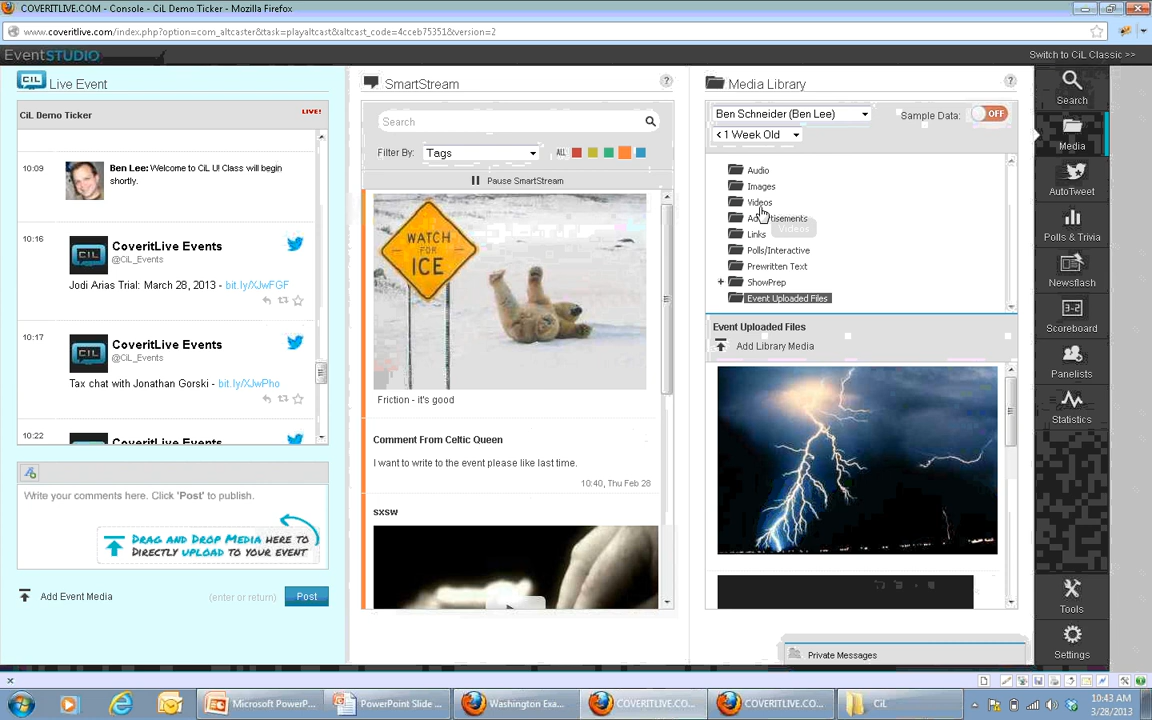 COVERITLIVE.COM - Console - CiL Demo Ticker - Mozilla Firefox
www.coveritlive.com/index.php?option=com_altcaster&task=playaltcast&altcast_code=4cceb75351&version=2
EventSTUDIO
Switch to CiL Classic >>
CiL Live Event
CiL Demo Ticker
LIVE!
10:09
Ben Lee: Welcome to CiL U! Class will begin
shortly.
10:16
CiL
CoveritLive Events
@CiL_Events
Jodi Arias Trial: March 28, 2013 - bit.ly/XJwFGF
10:17
CiL
CoveritLive Events
@CiL_Events
Tax chat with Jonathan Gorski - bit.ly/XJwPho
10:22
CoveritLive Events
Write your comments here. Click 'Post' to publish.
DRAG AND DROP MEDIA HERE TO
DIRECTLY UPLOAD TO YOUR EVENT
Add Event Media
(enter or return)
Post
SmartStream
?
Search
Filter By:
Tags
ALL
Pause SmartStream
WATCH
FOR
ICE
Friction - it's good
Comment From Celtic Queen
I want to write to the event please like last time.
10:40, Thu Feb 28
sxsw
Media Library
?
Ben Schneider (Ben Lee)
Sample Data:
OFF
< 1 Week Old
Audio
Images
Videos
Advertisements
Videos
Links
Polls/Interactive
Prewritten Text
+ ShowPrep
Event Uploaded Files
Event Uploaded Files
Add Library Media
Private Messages
Search
Media
AutoTweet
Polls & Trivia
Newsflash
3-2
Scoreboard
Panelists
Statistics
Tools
Settings
Microsoft PowerP...
PowerPoint Slide ...
Washington Exa...
COVERITLIVE.CO...
COVERITLIVE.CO...
CiL
10:43 AM
3/28/2013